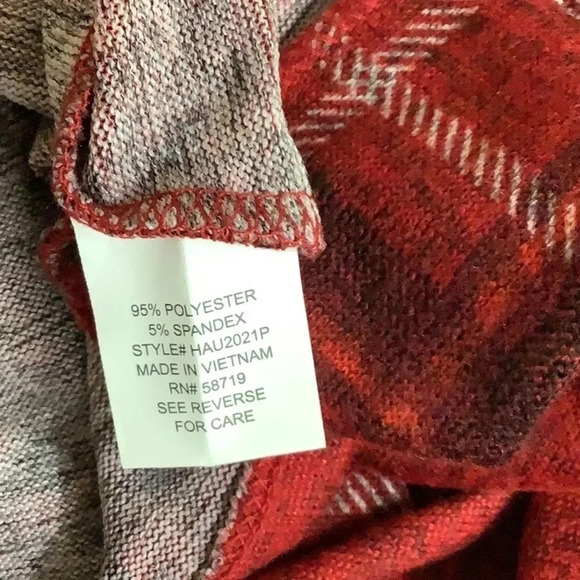 95% POLYESTER
5% SPANDEX
STYLE# HAU2021P
MADE IN VIETNAM
RN# 58719
SEE REVERSE
FOR CARE